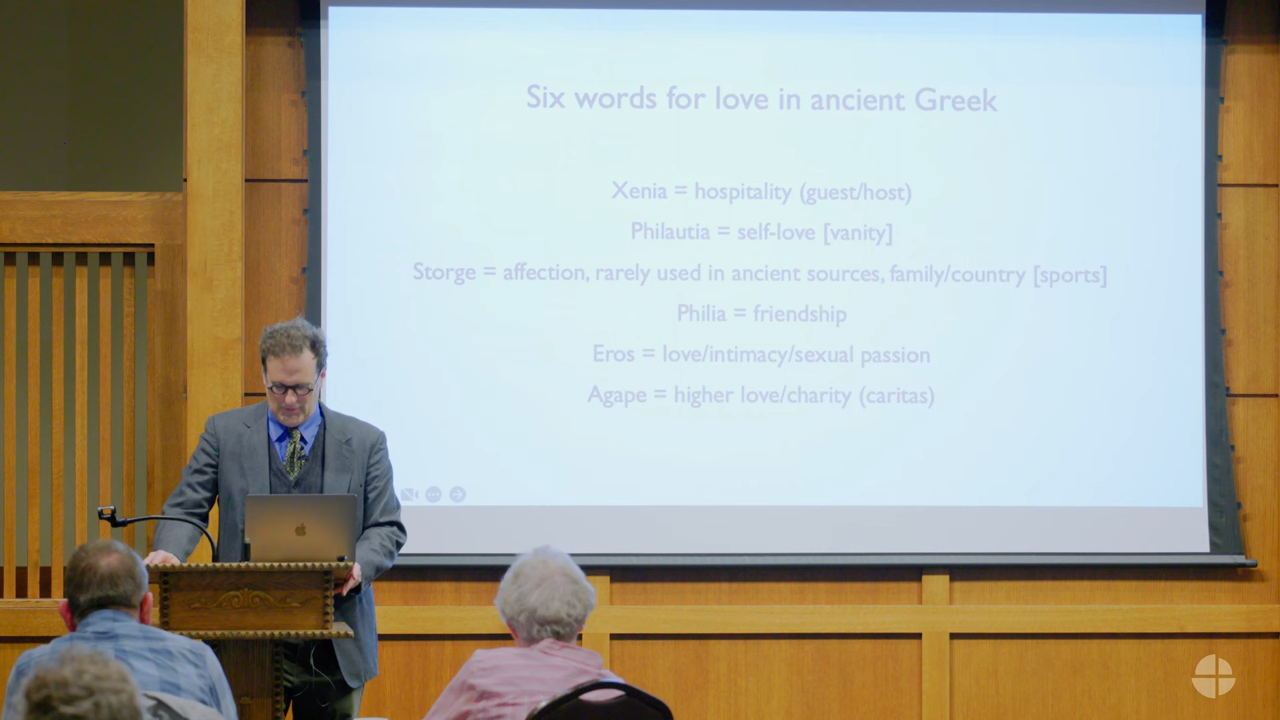 Six words for love in ancient Greek
Xenia = hospitality (guest/host)
Philautia = self-love [vanity]
Storge = affection, rarely used in ancient sources, family/country [sports]
Philia = friendship
Eros = love/intimacy/sexual passion
Agape = higher love/charity (caritas)